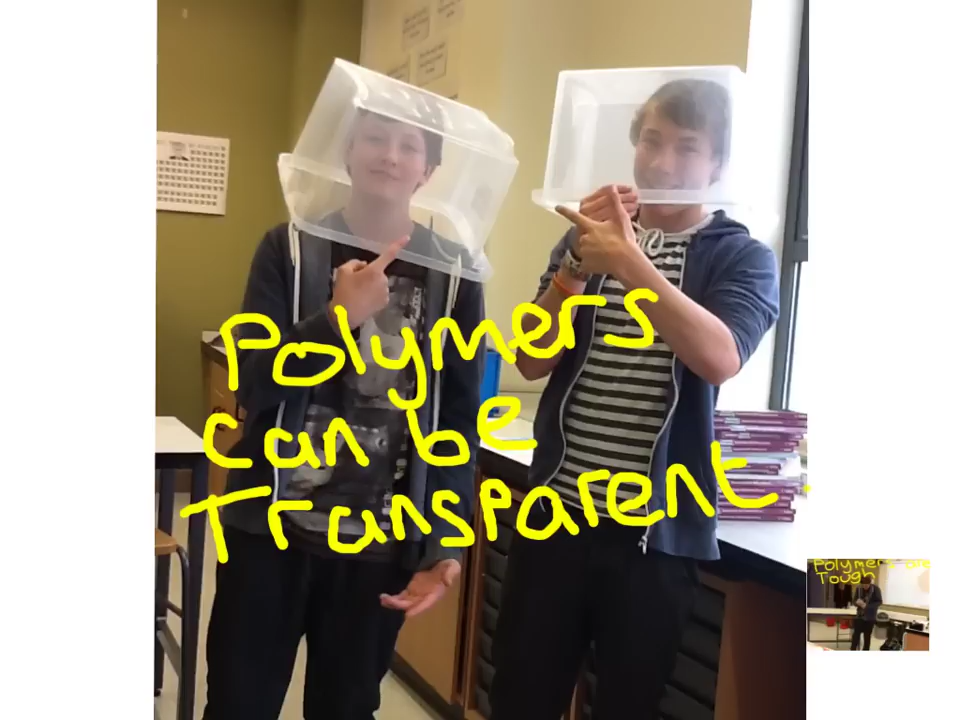 Polymers
can be
Transparent.
Polymers are
Tough